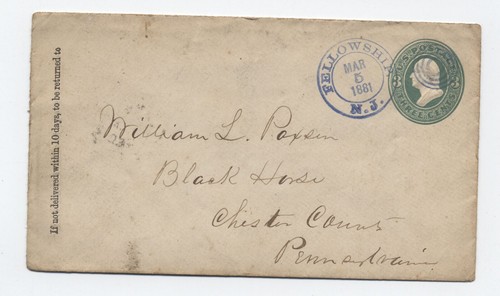 If not delivered within 10 days, to be returned to
FELLOWSHIP
MAR
5
1881
N.J.
U.S. POSTAGE
THREE CENTS
William L. Paxson
Black Horse
Chester County
Pennsylvania